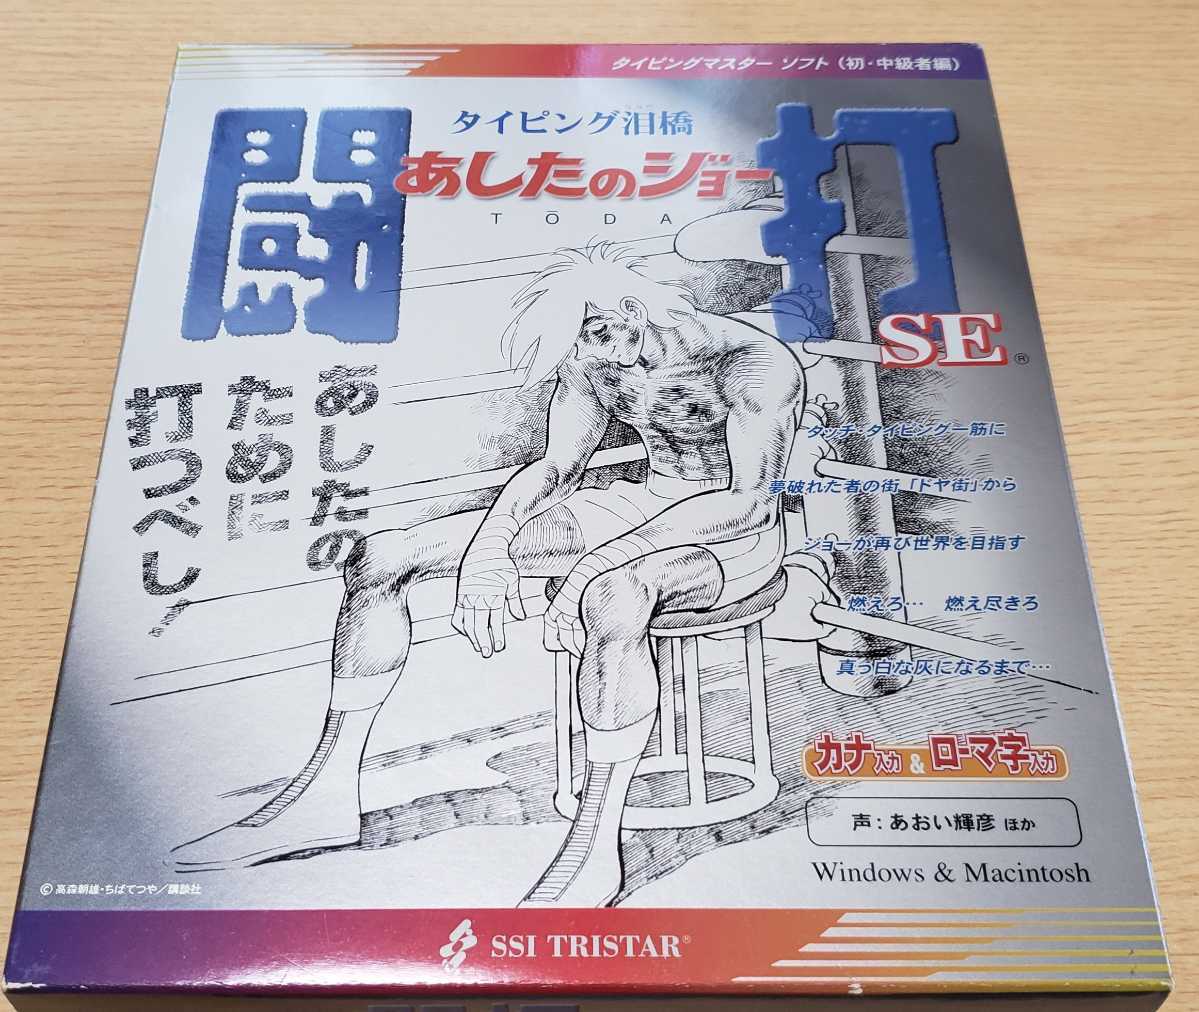 タイピングマスター ソフト（初・中級者編）
タイピング泪橋
あしたのジョー
TŌDA
闘打
SE®
あしたの
ために
打つべし！
タッチ・タイピング一筋に
夢破れた者の街「ドヤ街」から
ジョーが再び世界を目指す
燃えろ… 燃え尽きろ
真っ白な灰になるまで…
カナ入力&ローマ字入力
声：あおい輝彦 ほか
Windows & Macintosh
©高森朝雄・ちばてつや／講談社
SSI TRISTAR®